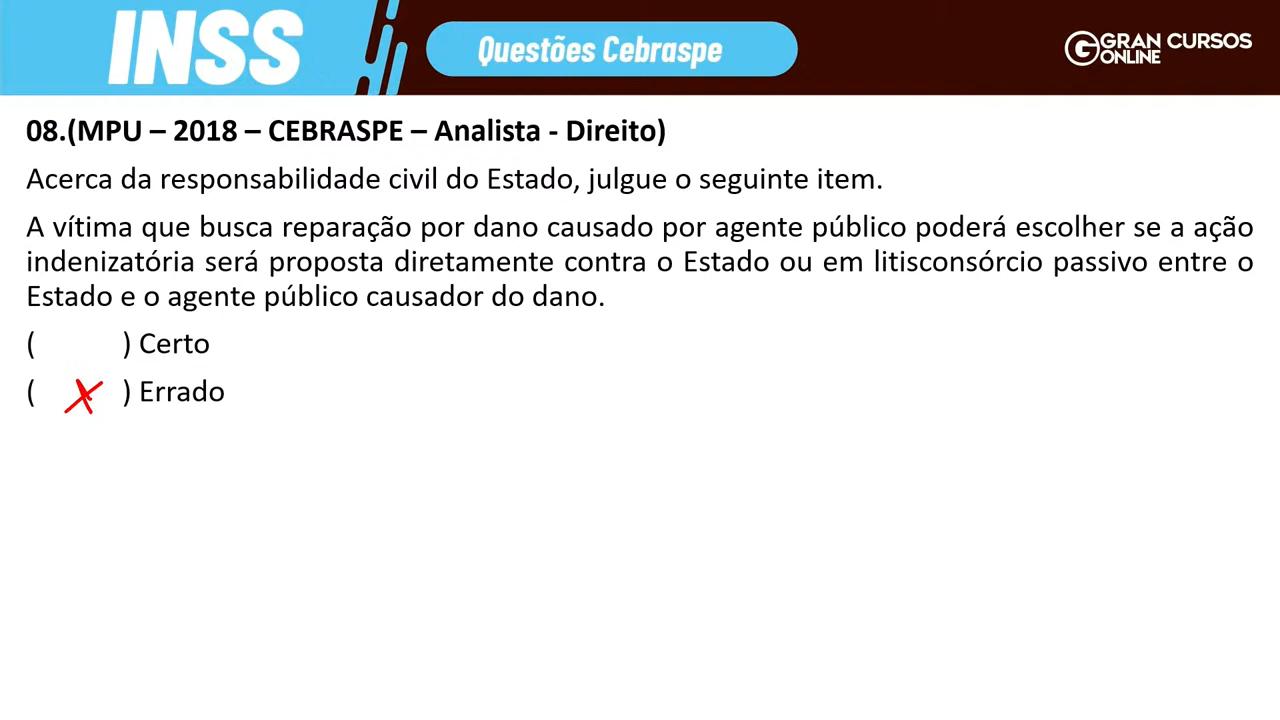 INSS
Questões Cebraspe
GRAN CURSOS
ONLINE
08.(MPU – 2018 – CEBRASPE – Analista - Direito)
Acerca da responsabilidade civil do Estado, julgue o seguinte item.
A vítima que busca reparação por dano causado por agente público poderá escolher se a ação
indenizatória será proposta diretamente contra o Estado ou em litisconsórcio passivo entre o
Estado e o agente público causador do dano.
( ) Certo
( X ) Errado